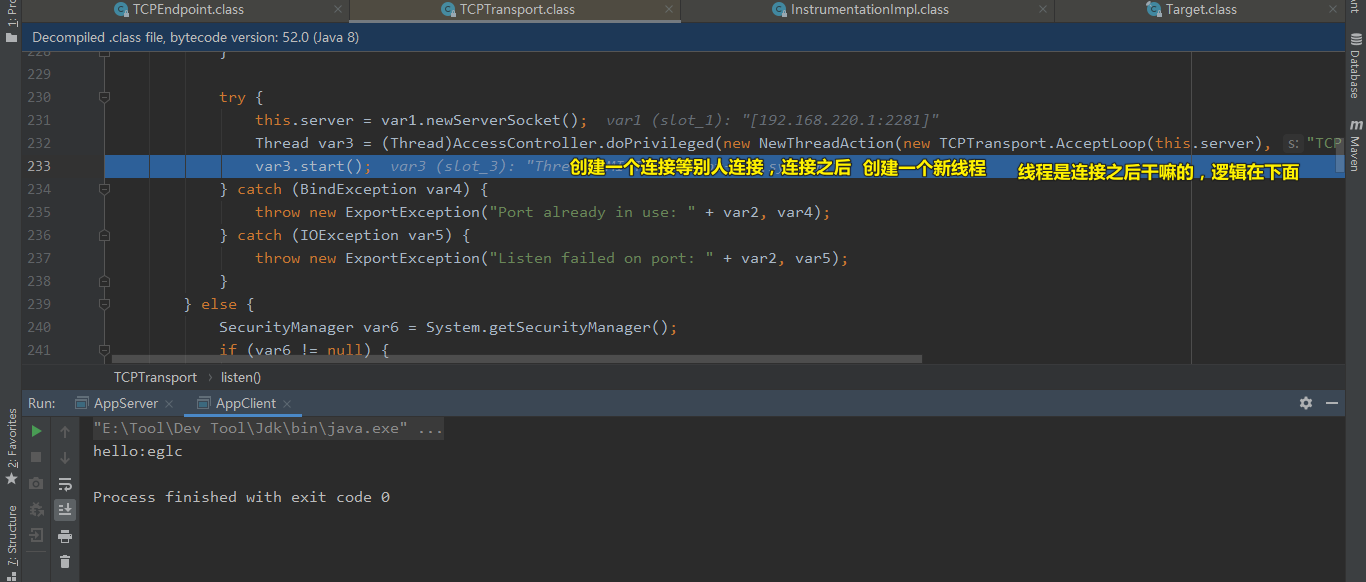 TCPEndpoint.class
TCPTransport.class
InstrumentationImpl.class
Target.class
Decompiled .class file, bytecode version: 52.0 (Java 8)
228 }
229
230 try {
231 this.server = var1.newServerSocket(); var1 (slot_1): "[192.168.220.1:2281]"
232 Thread var3 = (Thread)AccessController.doPrivileged(new NewThreadAction(new TCPTransport.AcceptLoop(this.server), s: "TCP
233 var3.start(); var3 (slot_3): "Thre
创建一个连接等别人连接，连接之后 创建一个新线程
线程是连接之后干嘛的，逻辑在下面
234 } catch (BindException var4) {
235 throw new ExportException("Port already in use: " + var2, var4);
236 } catch (IOException var5) {
237 throw new ExportException("Listen failed on port: " + var2, var5);
238 }
239 } else {
240 SecurityManager var6 = System.getSecurityManager();
241 if (var6 != null) {
TCPTransport › listen()
Run: AppServer AppClient
"E:\Tool\Dev Tool\Jdk\bin\java.exe" ...
hello:eglc
Process finished with exit code 0
2: Favorites
7: Structure
Database
Maven